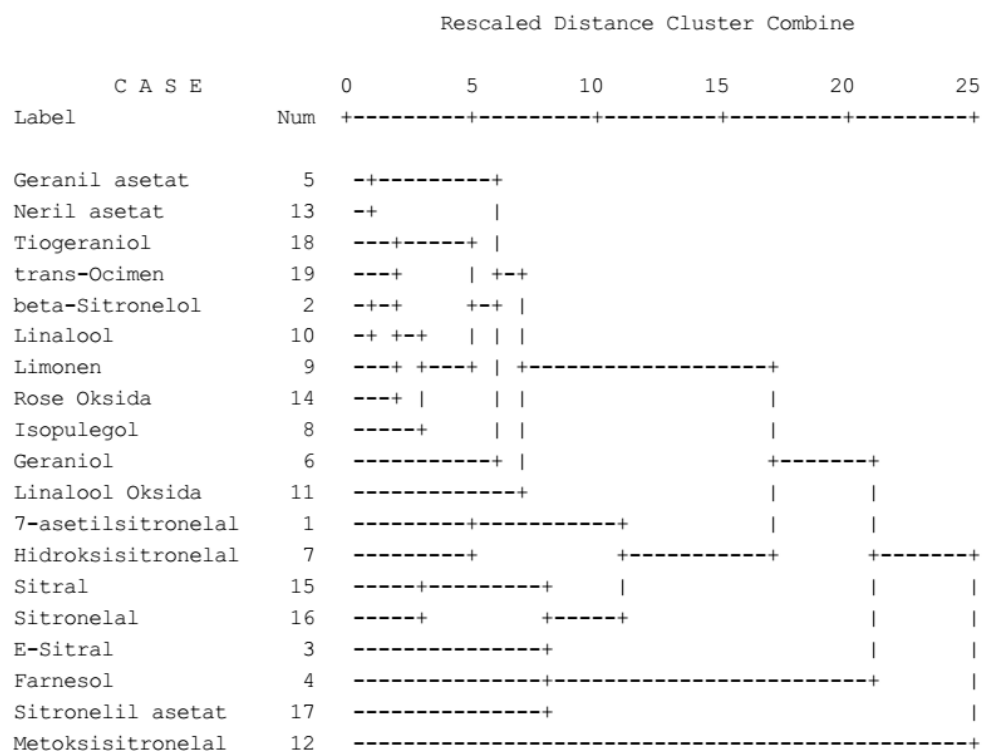 Rescaled Distance Cluster Combine

        C A S E            0         5        10        15        20        25
Label                Num   +---------+---------+---------+---------+---------+

Geranil asetat         5   -+---------+
Neril asetat          13   -+         |
Tiogeraniol           18   ---+-----+ |
trans-Ocimen          19   ---+     | +-+
beta-Sitronelol        2   -+-+     +-+ |
Linalool              10   -+ +-+   | | |
Limonen                9   ---+ +---+ | +-------------------+
Rose Oksida           14   ---+ |     | |                   |
Isopulegol             8   -----+     | |                   |
Geraniol               6   -----------+ |                   +-------+
Linalool Oksida       11   -------------+                   |       |
7-asetilsitronelal     1   ---------+-----------+           |       |
Hidroksisitronelal     7   ---------+           +-----------+       +-------+
Sitral                15   -----+---------+     |                   |       |
Sitronelal            16   -----+         +-----+                   |       |
E-Sitral               3   ---------------+                         |       |
Farnesol               4   ---------------+-------------------------+       |
Sitronelil asetat     17   ---------------+                                 |
Metoksisitronelal     12   -------------------------------------------------+